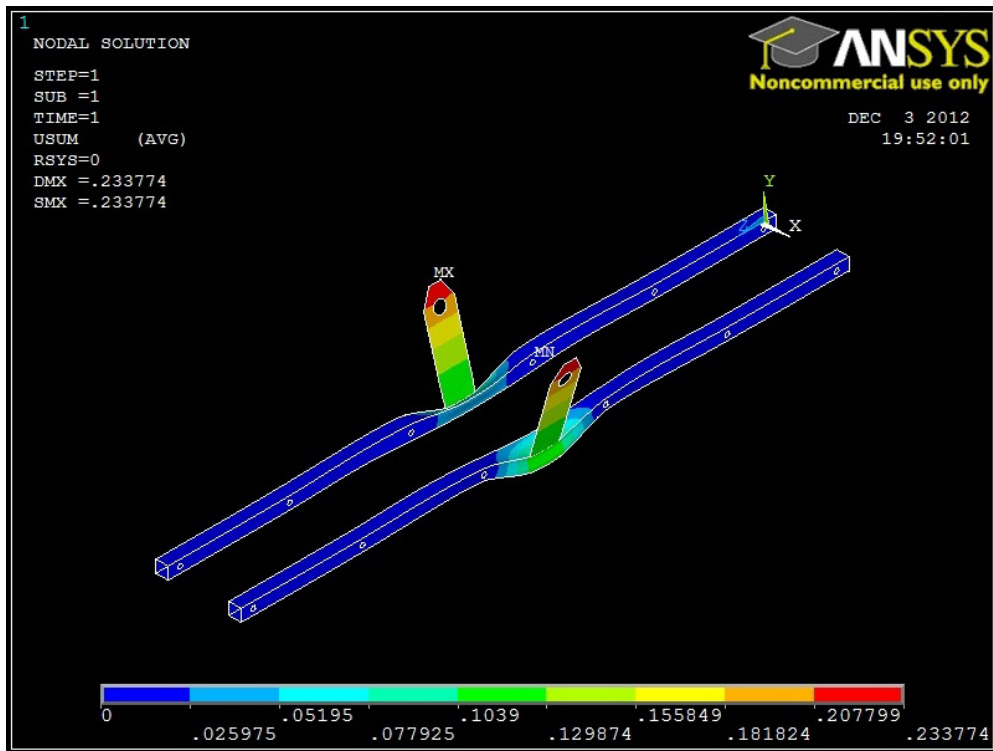 1
NODAL SOLUTION
STEP=1
SUB =1
TIME=1
USUM (AVG)
RSYS=0
DMX =.233774
SMX =.233774
ANSYS
Noncommercial use only
DEC 3 2012
19:52:01
Y
Z X
MX
MN
0 .05195 .1039 .155849 .207799
.025975 .077925 .129874 .181824 .233774